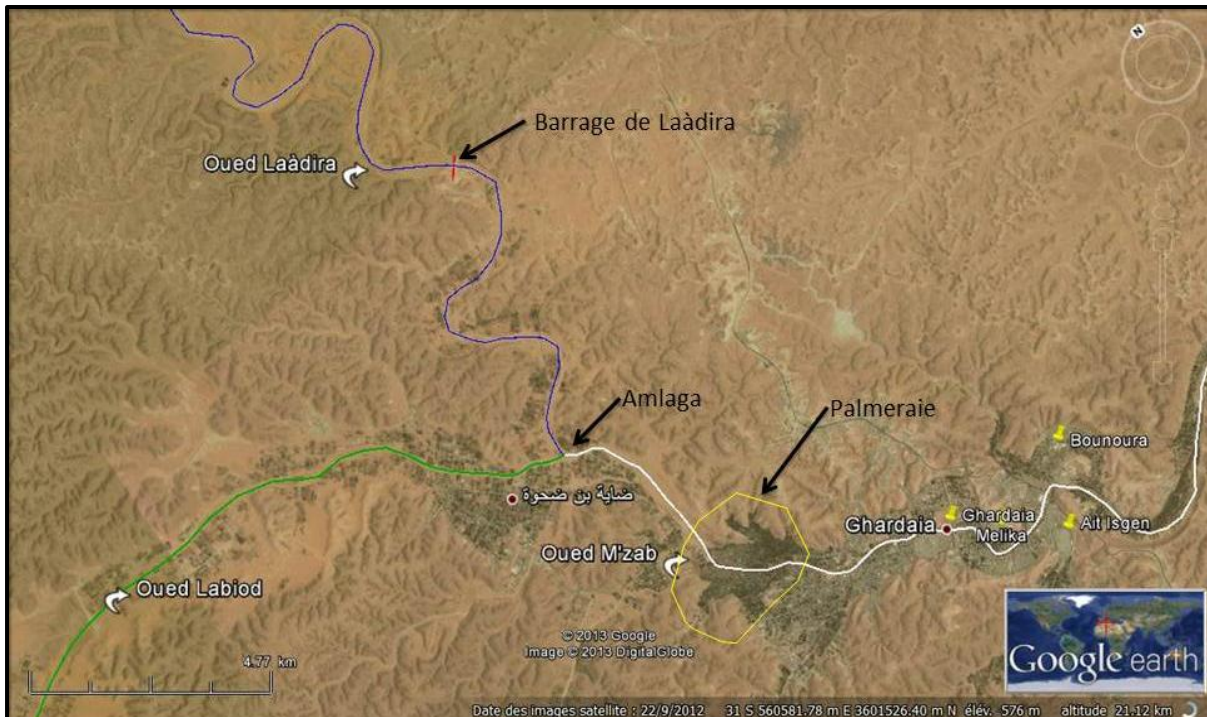 N
Barrage de Laàdira
Oued Laàdira
Amlaga
Palmeraie
Bounoura
ضاية بن ضحوة
Ghardaia
Ghardaia
Melika
Ait Isgen
Oued M'zab
Oued Labiod
© 2013 Google
Image © 2013 DigitalGlobe
4.77 km
Google earth
Date des images satellite : 22/9/2012 31 S 560581.78 m E 3601526.40 m N élév. 576 m altitude 21.12 km